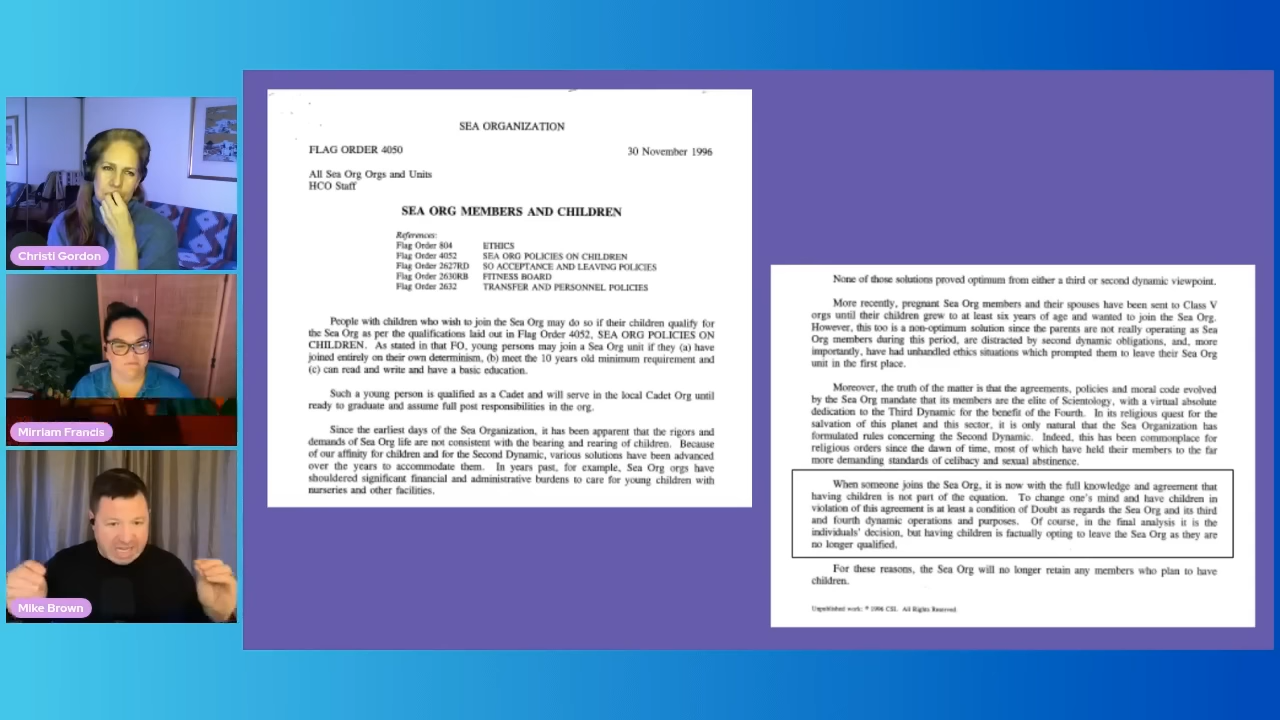 Christi Gordon
Mirriam Francis
Mike Brown
SEA ORGANIZATION
FLAG ORDER 4050 30 November 1996
All Sea Org Orgs and Units
HCO Staff
SEA ORG MEMBERS AND CHILDREN
References:
Flag Order 804 ETHICS
Flag Order 4052 SEA ORG POLICIES ON CHILDREN
Flag Order 2627RD SO ACCEPTANCE AND LEAVING POLICIES
Flag Order 2630RB FITNESS BOARD
Flag Order 2632 TRANSFER AND PERSONNEL POLICIES
People with children who wish to join the Sea Org may do so if their children qualify for
the Sea Org as per the qualifications laid out in Flag Order 4052, SEA ORG POLICIES ON
CHILDREN. As stated in that FO, young persons may join a Sea Org unit if they (a) have
joined entirely on their own determinism, (b) meet the 10 years old minimum requirement and
(c) can read and write and have a basic education.
Such a young person is qualified as a Cadet and will serve in the local Cadet Org until
ready to graduate and assume full post responsibilities in the org.
Since the earliest days of the Sea Organization, it has been apparent that the rigors and
demands of Sea Org life are not consistent with the bearing and rearing of children. Because
of our affinity for children and for the Second Dynamic, various solutions have been advanced
over the years to accommodate them. In years past, for example, Sea Org orgs have
shouldered significant financial and administrative burdens to care for young children with
nurseries and other facilities.
None of those solutions proved optimum from either a third or second dynamic viewpoint.
More recently, pregnant Sea Org members and their spouses have been sent to Class V
orgs until their children grew to at least six years of age and wanted to join the Sea Org.
However, this too is a non-optimum solution since the parents are not really operating as Sea
Org members during this period, are distracted by second dynamic obligations, and, more
importantly, have had unhandled ethics situations which prompted them to leave their Sea Org
unit in the first place.
Moreover, the truth of the matter is that the agreements, policies and moral code evolved
by the Sea Org mandate that its members are the elite of Scientology, with a virtual absolute
dedication to the Third Dynamic for the benefit of the Fourth. In its religious quest for the
salvation of this planet and this sector, it is only natural that the Sea Organization has
formulated rules concerning the Second Dynamic. Indeed, this has been commonplace for
religious orders since the dawn of time, most of which have held their members to the far
more demanding standards of celibacy and sexual abstinence.
When someone joins the Sea Org, it is now with the full knowledge and agreement that
having children is not part of the equation. To change one's mind and have children in
violation of this agreement is at least a condition of Doubt as regards the Sea Org and its third
and fourth dynamic operations and purposes. Of course, in the final analysis it is the
individuals' decision, but having children is factually opting to leave the Sea Org as they are
no longer qualified.
For these reasons, the Sea Org will no longer retain any members who plan to have
children.
Unpublished work: © 1996 CSI. All Rights Reserved.